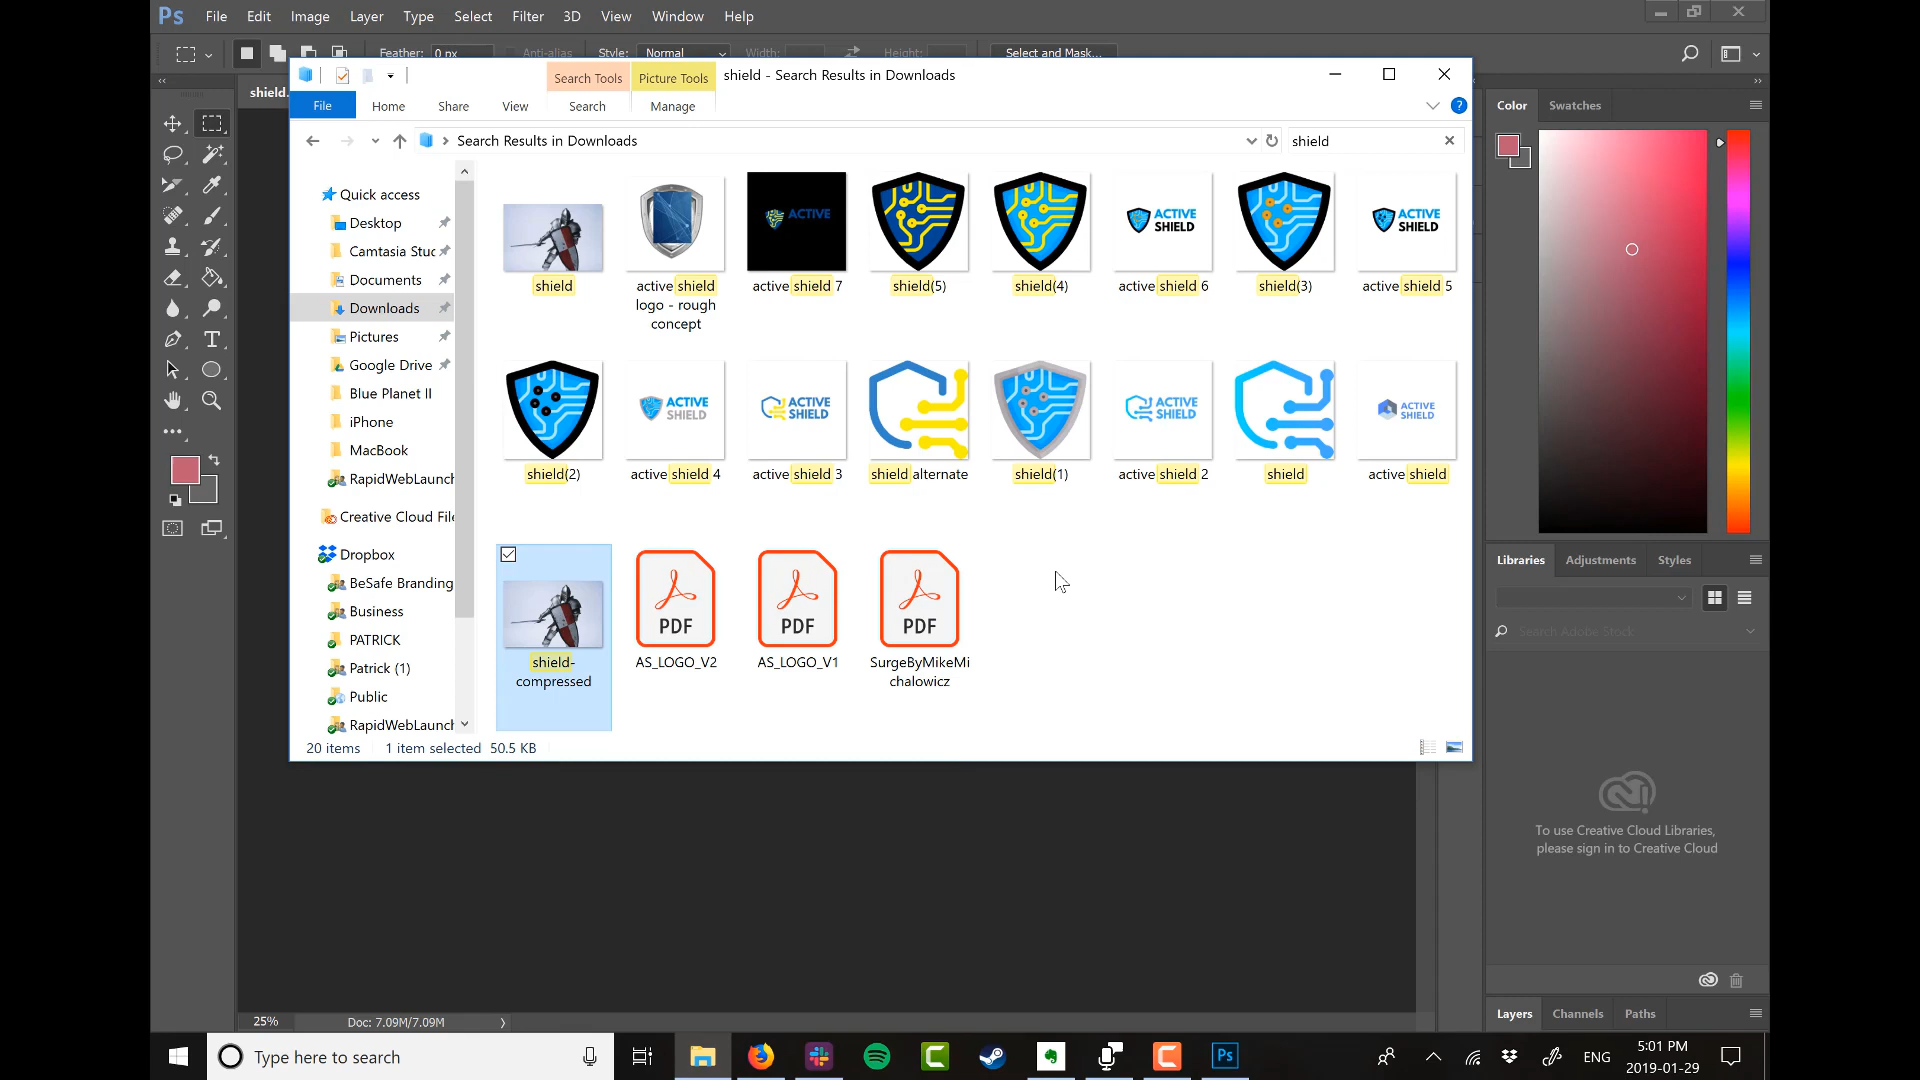 Ps File Edit Image Layer Type Select Filter 3D View Window Help
Feather: 0 px Anti-alias Style: Normal Width: Height: Select and Mask...
shield.
Search Tools Picture Tools shield - Search Results in Downloads
File Home Share View Search Manage
Search Results in Downloads shield
Quick access
Desktop
Camtasia Stud
Documents
Downloads
Pictures
Google Drive
Blue Planet II
iPhone
MacBook
RapidWebLaunch
Creative Cloud File
Dropbox
BeSafe Branding
Business
PATRICK
Patrick (1)
Public
RapidWebLaunch
ACTIVE
ACTIVE
SHIELD
ACTIVE
SHIELD
shield
active shield
logo - rough
concept
active shield 7
shield(5)
shield(4)
active shield 6
shield(3)
active shield 5
ACTIVE
SHIELD
ACTIVE
SHIELD
ACTIVE
SHIELD
ACTIVE
SHIELD
shield(2)
active shield 4
active shield 3
shield alternate
shield(1)
active shield 2
shield
active shield
PDF
PDF
PDF
shield-
compressed
AS_LOGO_V2
AS_LOGO_V1
SurgeByMikeMi
chalowicz
20 items 1 item selected 50.5 KB
Color Swatches
Libraries Adjustments Styles
Search Adobe Stock
To use Creative Cloud Libraries,
please sign in to Creative Cloud
Layers Channels Paths
25% Doc: 7.09M/7.09M
Type here to search
Ps
ENG
5:01 PM
2019-01-29